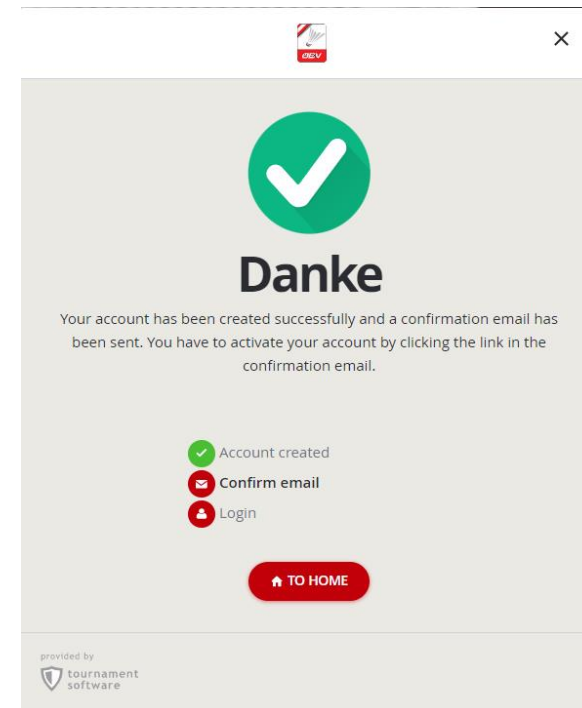 OBV
Danke
Your account has been created successfully and a confirmation email has
been sent. You have to activate your account by clicking the link in the
confirmation email.
Account created
Confirm email
Login
TO HOME
provided by
tournament
software